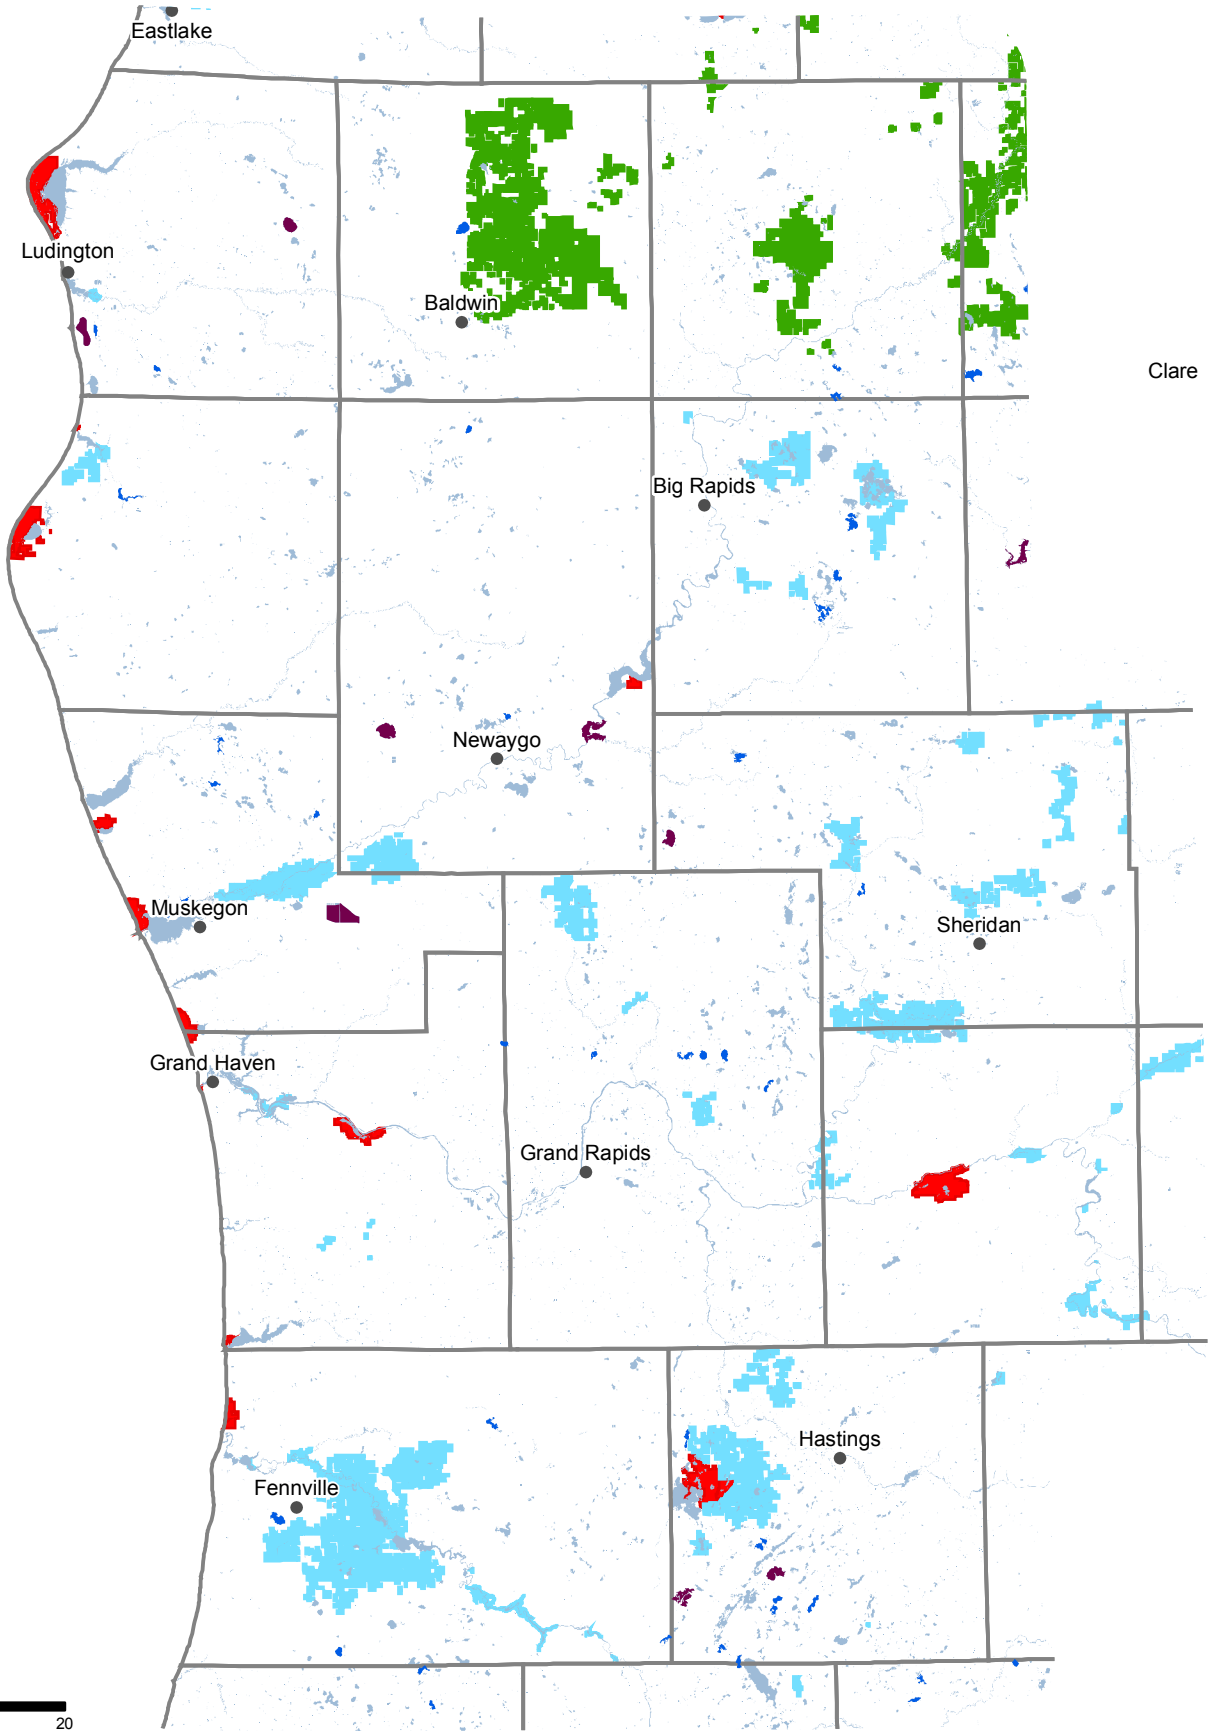 Eastlake
Ludington
Baldwin
Clare
Big Rapids
Newaygo
Muskegon
Sheridan
Grand Haven
Grand Rapids
Hastings
Fennville
20